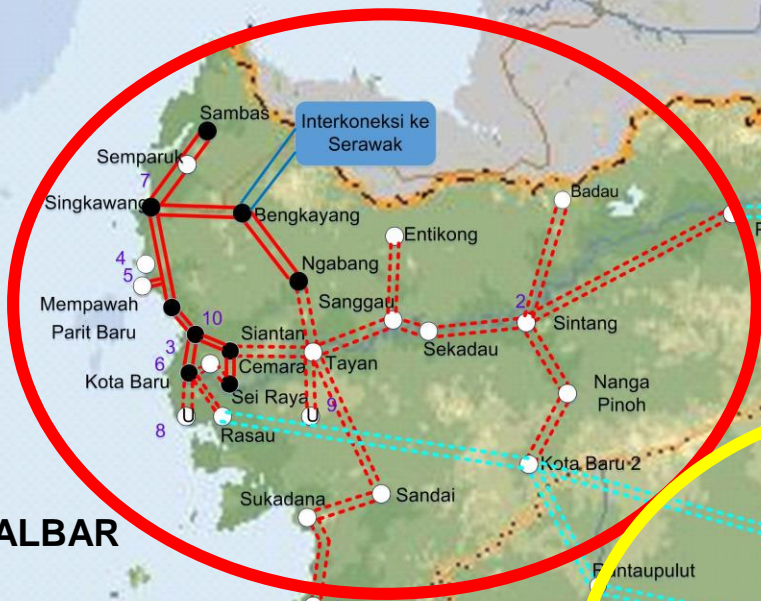 Sambas
Interkoneksi ke
Serawak
Semparuk
7
Singkawang
Bengkayang
Badau
Entikong
4
5
Ngabang
Mempawah
Sanggau
2
Parit Baru
10
Siantan
Sekadau
Sintang
3
Cemara
Tayan
6
Kota Baru
Sei Raya
Nanga
Pinoh
U
U
9
8
Rasau
Kota Baru 2
Sukadana
Sandai
ALBAR